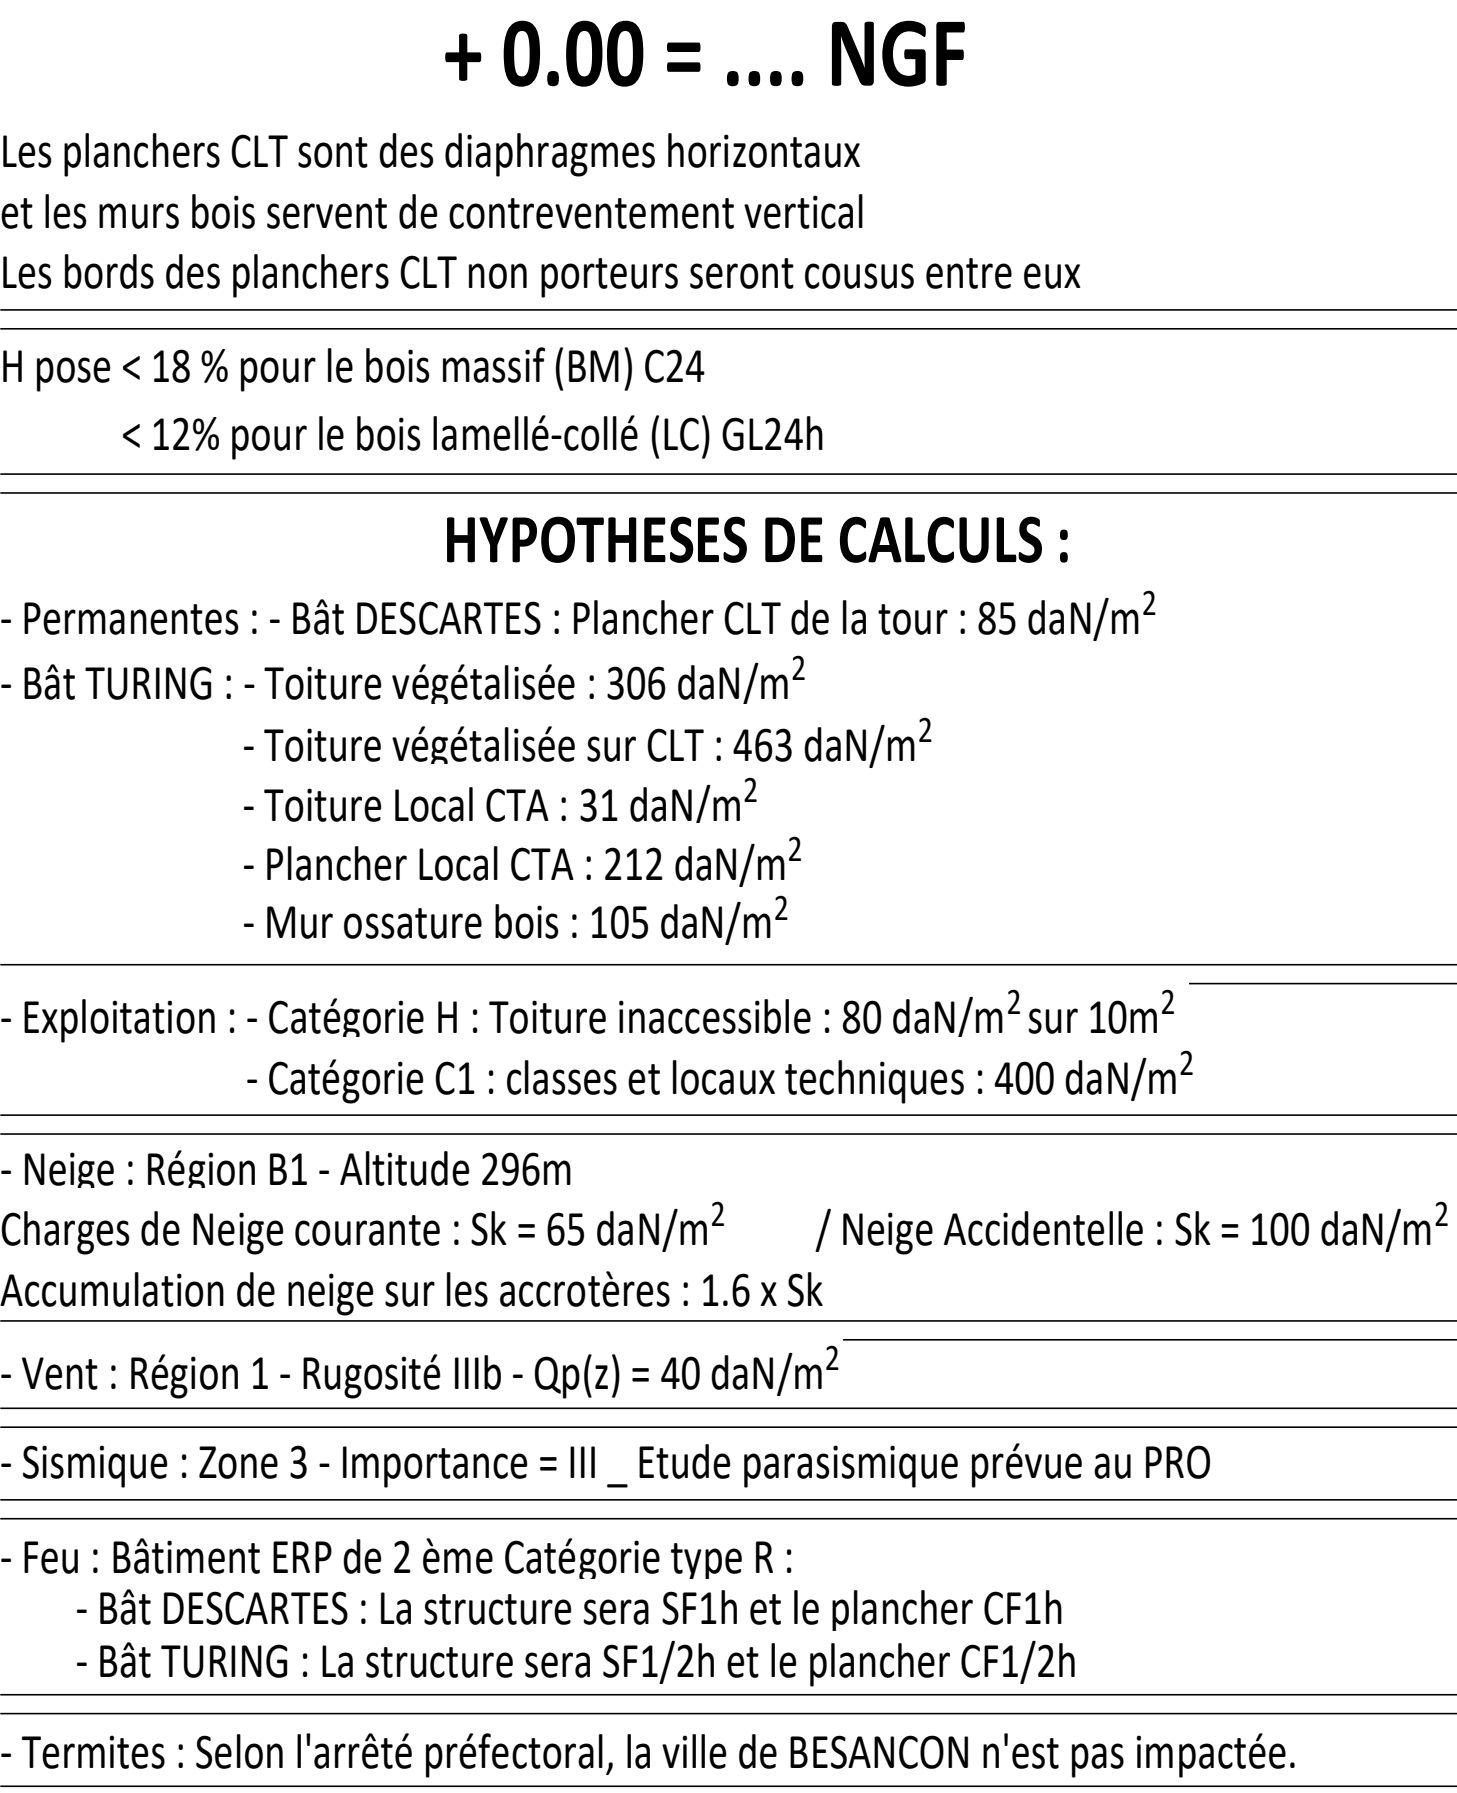 + 0.00 = .... NGF
Les planchers CLT sont des diaphragmes horizontaux
et les murs bois servent de contreventement vertical
Les bords des planchers CLT non porteurs seront cousus entre eux
H pose < 18 % pour le bois massif (BM) C24
< 12% pour le bois lamellé-collé (LC) GL24h
HYPOTHESES DE CALCULS :
- Permanentes : - Bât DESCARTES : Plancher CLT de la tour : 85 daN/m²
- Bât TURING : - Toiture végétalisée : 306 daN/m²
- Toiture végétalisée sur CLT : 463 daN/m²
- Toiture Local CTA : 31 daN/m²
- Plancher Local CTA : 212 daN/m²
- Mur ossature bois : 105 daN/m²
- Exploitation : - Catégorie H : Toiture inaccessible : 80 daN/m² sur 10m²
- Catégorie C1 : classes et locaux techniques : 400 daN/m²
- Neige : Région B1 - Altitude 296m
Charges de Neige courante : Sk = 65 daN/m² / Neige Accidentelle : Sk = 100 daN/m²
Accumulation de neige sur les accrotères : 1.6 x Sk
- Vent : Région 1 - Rugosité IIIb - Qp(z) = 40 daN/m²
- Sismique : Zone 3 - Importance = III _ Etude parasismique prévue au PRO
- Feu : Bâtiment ERP de 2 ème Catégorie type R :
- Bât DESCARTES : La structure sera SF1h et le plancher CF1h
- Bât TURING : La structure sera SF1/2h et le plancher CF1/2h
- Termites : Selon l'arrêté préfectoral, la ville de BESANCON n'est pas impactée.